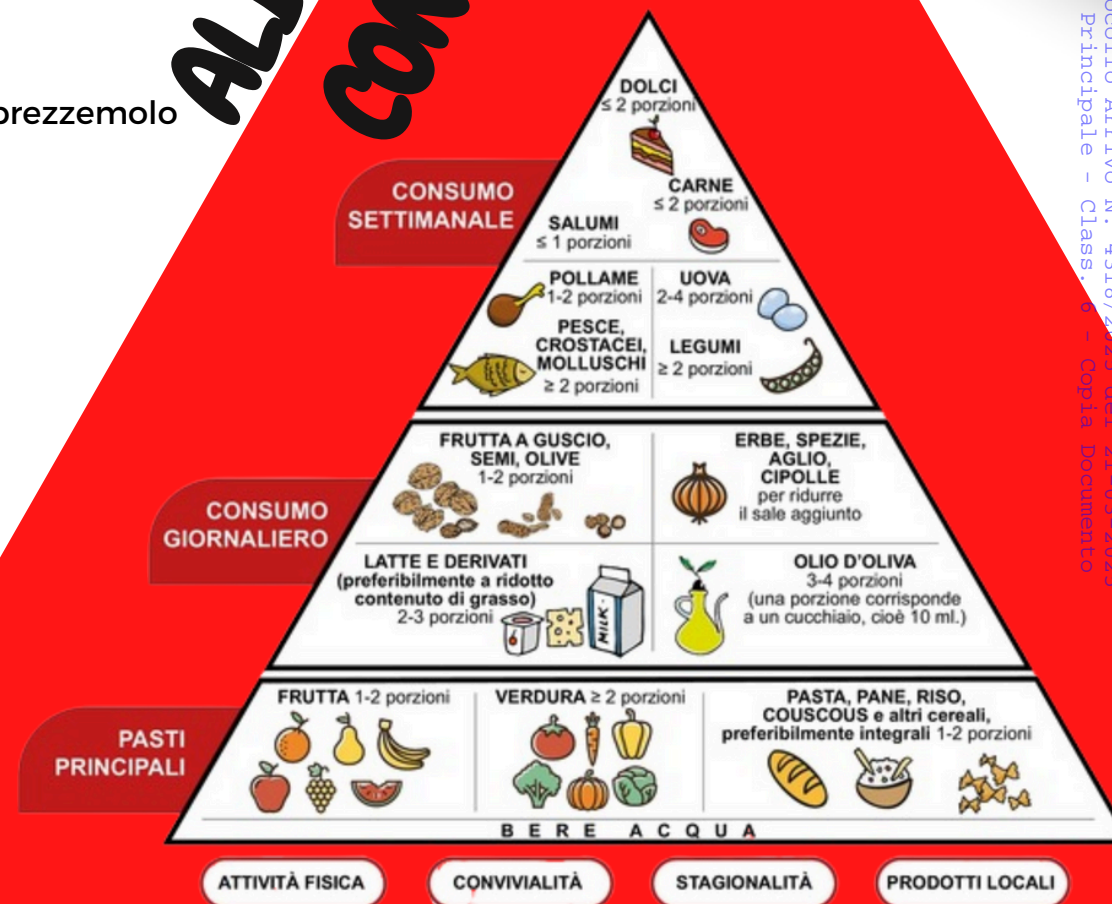 prezzemolo
DOLCI
≤ 2 porzioni
CARNE
≤ 2 porzioni
SALUMI
≤ 1 porzioni
CONSUMO
SETTIMANALE
POLLAME
1-2 porzioni
UOVA
2-4 porzioni
PESCE,
CROSTACEI,
MOLLUSCHI
≥ 2 porzioni
LEGUMI
≥ 2 porzioni
CONSUMO
GIORNALIERO
FRUTTA A GUSCIO,
SEMI, OLIVE
1-2 porzioni
ERBE, SPEZIE,
AGLIO,
CIPOLLE
per ridurre
il sale aggiunto
LATTE E DERIVATI
(preferibilmente a ridotto
contenuto di grasso)
2-3 porzioni
MILK
OLIO D'OLIVA
3-4 porzioni
(una porzione corrisponde
a un cucchiaio, cioè 10 ml.)
PASTI
PRINCIPALI
FRUTTA 1-2 porzioni
VERDURA ≥ 2 porzioni
PASTA, PANE, RISO,
COUSCOUS e altri cereali,
preferibilmente integrali 1-2 porzioni
BERE ACQUA
ATTIVITÀ FISICA
CONVIVIALITÀ
STAGIONALITÀ
PRODOTTI LOCALI
Principale - Class. 6 - Copia Documento